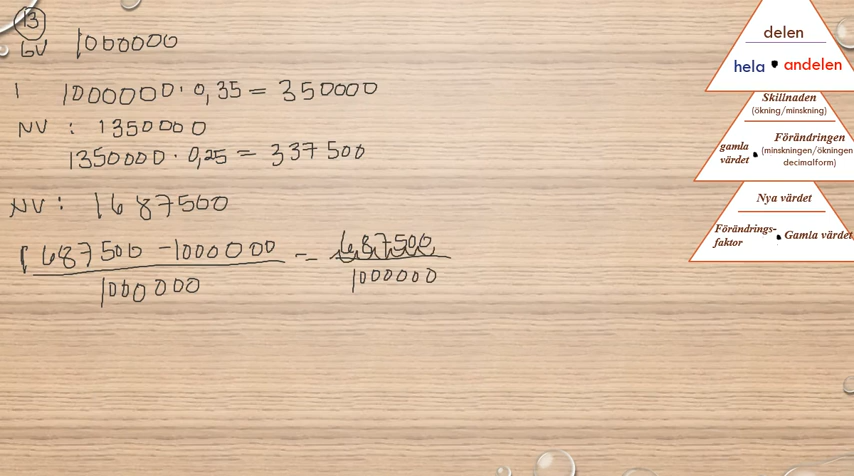 13
GV 1000000
1 1000000 · 0,35 = 350000
NV : 1350000
1350000 · 0,25 = 337500
NV : 1687500
1687500 - 1000000 = 687500
1000000 1000000
delen
hela • andelen
Skillnaden
(ökning/minskning)
gamla värdet • Förändringen
(minskningen/ökningen
decimalform)
Nya värdet
Förändrings-
faktor • Gamla värdet